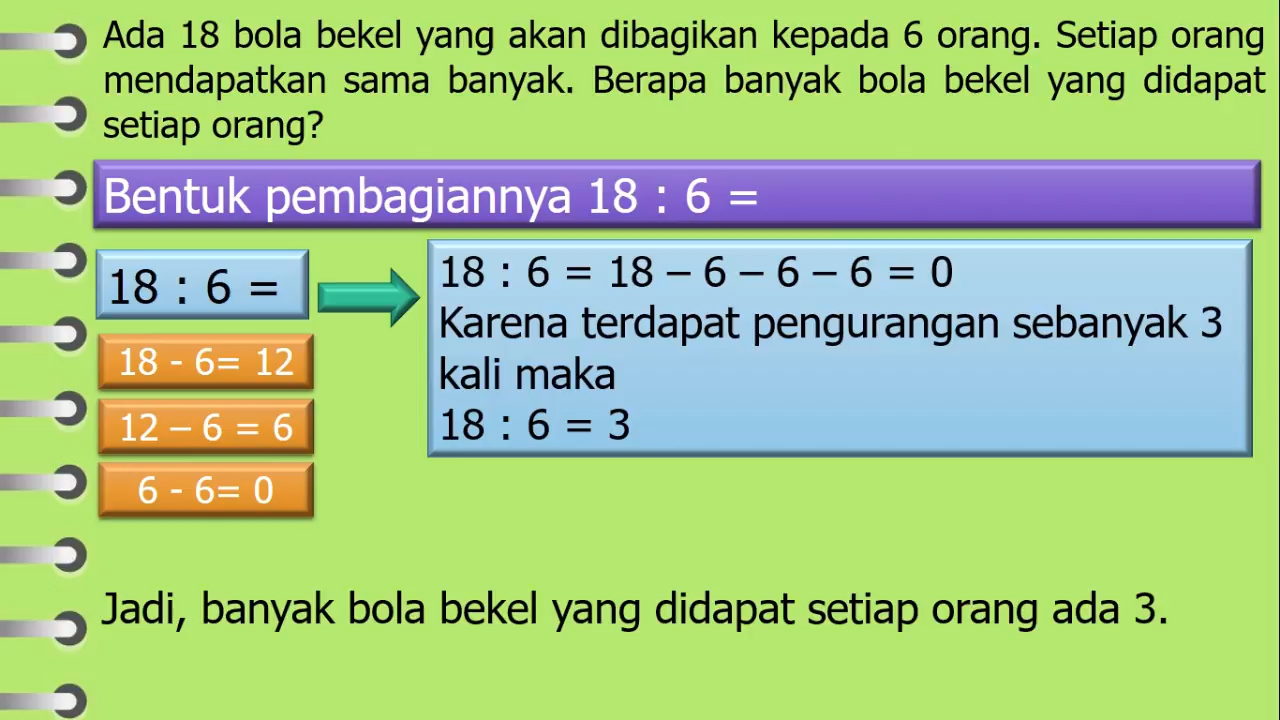 Ada 18 bola bekel yang akan dibagikan kepada 6 orang. Setiap orang
mendapatkan sama banyak. Berapa banyak bola bekel yang didapat
setiap orang?
Bentuk pembagiannya 18 : 6 =
18 : 6 =
18 - 6= 12
12 – 6 = 6
6 - 6= 0
18 : 6 = 18 – 6 – 6 – 6 = 0
Karena terdapat pengurangan sebanyak 3
kali maka
18 : 6 = 3
Jadi, banyak bola bekel yang didapat setiap orang ada 3.